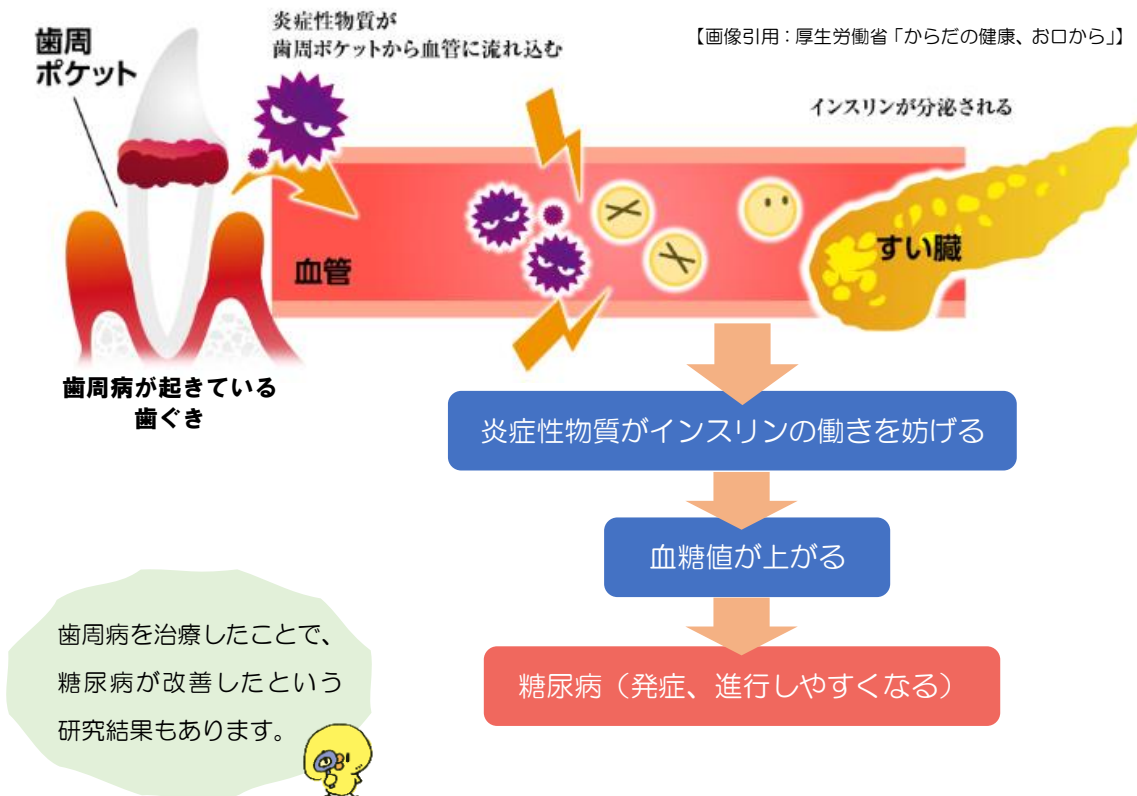 炎症性物質が
歯周ポケットから血管に流れ込む
【画像引用：厚生労働省「からだの健康、お口から」】
歯周
ポケット
インスリンが分泌される
血管
すい臓
歯周病が起きている
歯ぐき
炎症性物質がインスリンの働きを妨げる
血糖値が上がる
糖尿病（発症、進行しやすくなる）
歯周病を治療したことで、
糖尿病が改善したという
研究結果もあります。